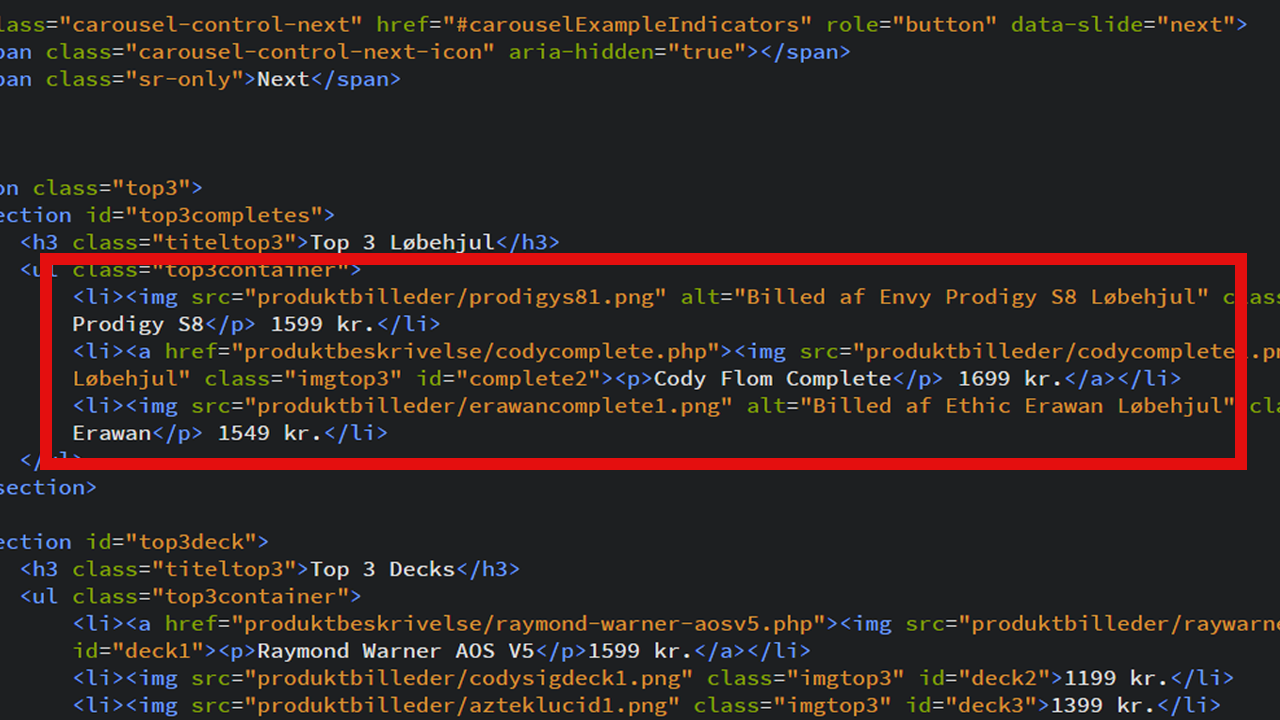 lass="carousel-control-next" href="#carouselExampleIndicators" role="button" data-slide="next">
pan class="carousel-control-next-icon" aria-hidden="true"></span>
pan class="sr-only">Next</span>
on class="top3">
ection id="top3completes">
<h3 class="titeltop3">Top 3 Løbehjul</h3>
<ul class="top3container">
<li><img src="produktbilleder/prodigys81.png" alt="Billed af Envy Prodigy S8 Løbehjul" clas
Prodigy S8</p> 1599 kr.</li>
<li><a href="produktbeskrivelse/codycomplete.php"><img src="produktbilleder/codycomplete1.pn
Løbehjul" class="imgtop3" id="complete2"><p>Cody Flom Complete</p> 1699 kr.</a></li>
<li><img src="produktbilleder/erawancomplete1.png" alt="Billed af Ethic Erawan Løbehjul" cla
Erawan</p> 1549 kr.</li>
</ul>
section>
ection id="top3deck">
<h3 class="titeltop3">Top 3 Decks</h3>
<ul class="top3container">
<li><a href="produktbeskrivelse/raymond-warner-aosv5.php"><img src="produktbilleder/raywarne
id="deck1"><p>Raymond Warner AOS V5</p>1599 kr.</a></li>
<li><img src="produktbilleder/codysigdeck1.png" class="imgtop3" id="deck2">1199 kr.</li>
<li><img src="produktbilleder/azteklucid1.png" class="imgtop3" id="deck3">1399 kr.</li>